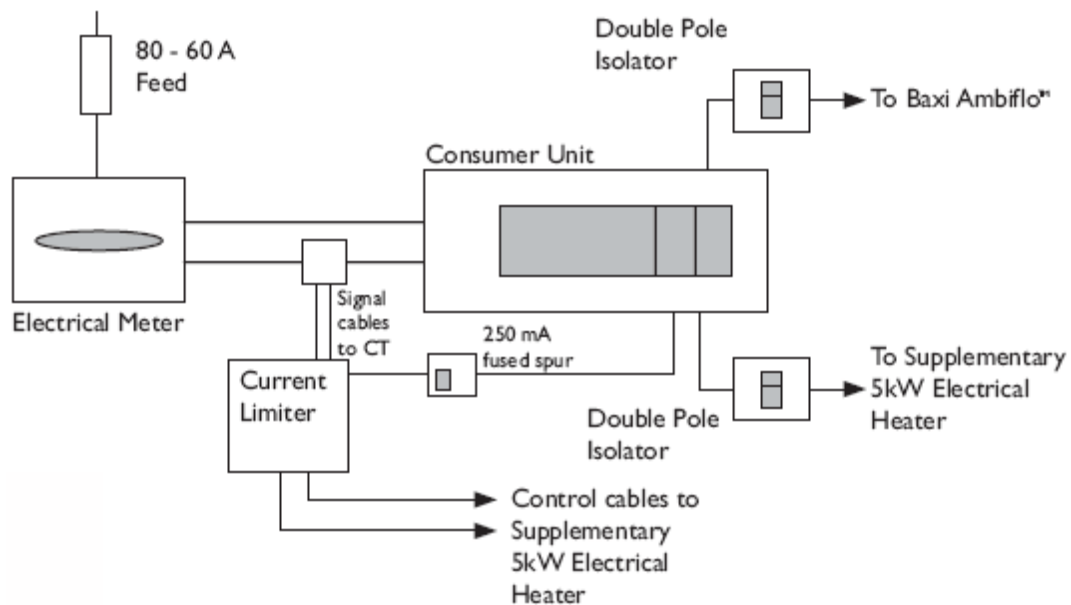 80 - 60 A
Feed
Double Pole
Isolator
To Baxi Ambiflo™
Consumer Unit
Electrical Meter
Signal
cables
to CT
250 mA
fused spur
Current
Limiter
Double Pole
Isolator
To Supplementary
5kW Electrical
Heater
Control cables to
Supplementary
5kW Electrical
Heater